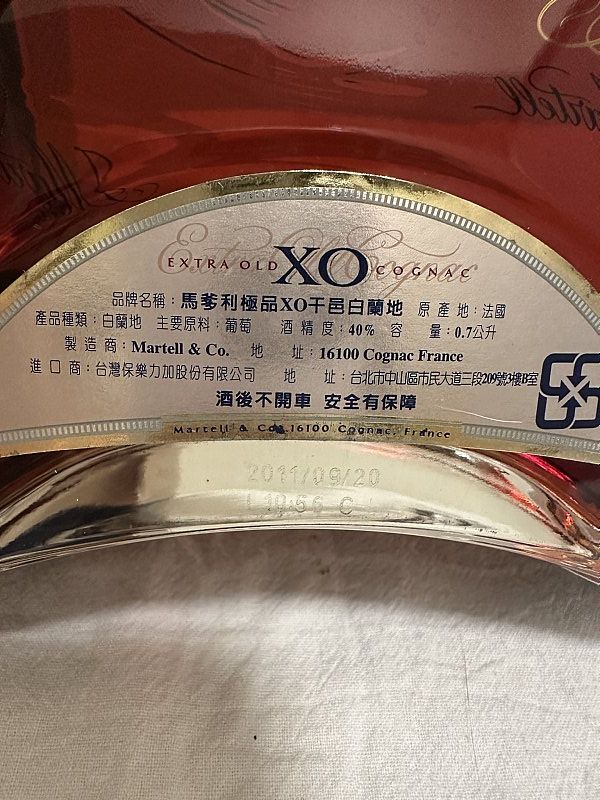 Martell
EXTRA OLD XO COGNAC
品牌名稱：馬爹利極品XO干邑白蘭地 原產地：法國
產品種類：白蘭地 主要原料：葡萄 酒精度：40% 容量：0.7公升
製造商：Martell & Co. 地址：16100 Cognac France
進口商：台灣保樂力加股份有限公司 地址：台北市中山區市民大道三段209號3樓B室
酒後不開車 安全有保障
Martell & Co. 16100 Cognac, France
2011/09/20
L 19 56 C